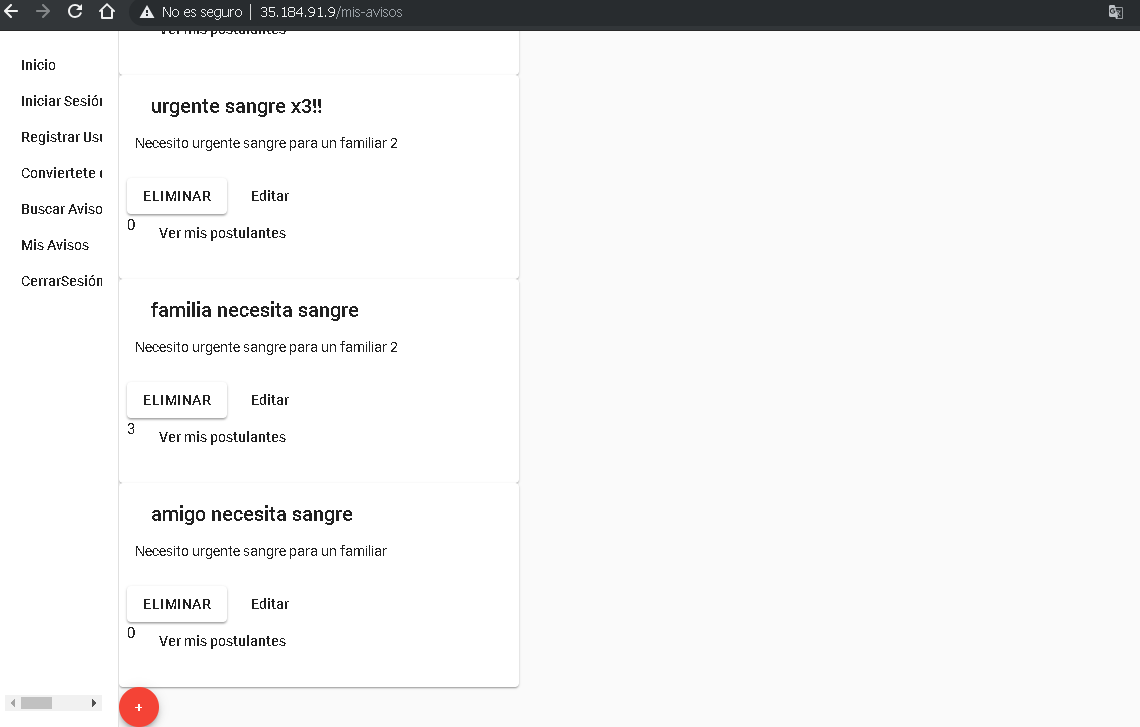 No es seguro | 35.184.91.9/mis-avisos
Inicio
Iniciar Sesión
Registrar Usu
Conviertete
Buscar Aviso
Mis Avisos
CerrarSesión
Ver mis postulantes
urgente sangre x3!!
Necesito urgente sangre para un familiar 2
ELIMINAR Editar
0 Ver mis postulantes
familia necesita sangre
Necesito urgente sangre para un familiar 2
ELIMINAR Editar
3 Ver mis postulantes
amigo necesita sangre
Necesito urgente sangre para un familiar
ELIMINAR Editar
0 Ver mis postulantes
+